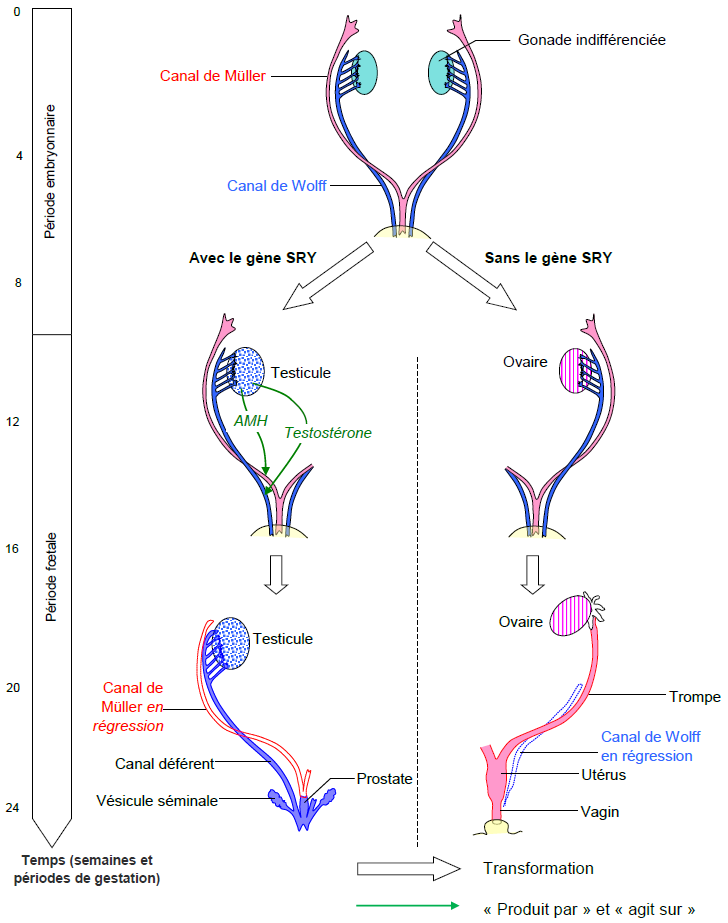 0
Gonade indifférenciée
Canal de Müller
4
Canal de Wolff
Période embryonnaire
Avec le gène SRY
Sans le gène SRY
8
Testicule
Ovaire
12
AMH
Testostérone
16
Période fœtale
Testicule
Ovaire
20
Canal de
Müller en
régression
Trompe
Canal de Wolff
en régression
Canal déférent
Prostate
Utérus
Vésicule séminale
Vagin
24
Temps (semaines et
périodes de gestation)
Transformation
« Produit par » et « agit sur »